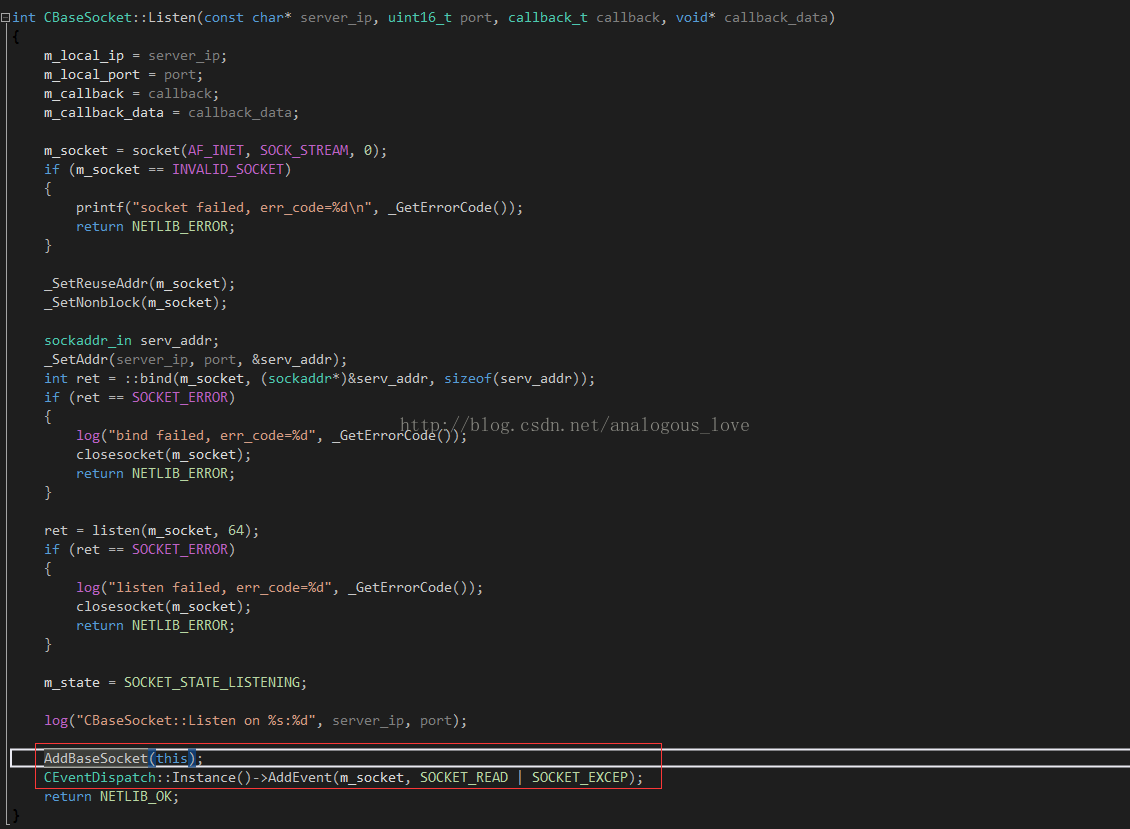 int CBaseSocket::Listen(const char* server_ip, uint16_t port, callback_t callback, void* callback_data)
{
    m_local_ip = server_ip;
    m_local_port = port;
    m_callback = callback;
    m_callback_data = callback_data;

    m_socket = socket(AF_INET, SOCK_STREAM, 0);
    if (m_socket == INVALID_SOCKET)
    {
        printf("socket failed, err_code=%d\n", _GetErrorCode());
        return NETLIB_ERROR;
    }

    _SetReuseAddr(m_socket);
    _SetNonblock(m_socket);

    sockaddr_in serv_addr;
    _SetAddr(server_ip, port, &serv_addr);
    int ret = ::bind(m_socket, (sockaddr*)&serv_addr, sizeof(serv_addr));
    if (ret == SOCKET_ERROR)
    {
http://blog.csdn.net/analogous_love
        log("bind failed, err_code=%d", _GetErrorCode());
        closesocket(m_socket);
        return NETLIB_ERROR;
    }

    ret = listen(m_socket, 64);
    if (ret == SOCKET_ERROR)
    {
        log("listen failed, err_code=%d", _GetErrorCode());
        closesocket(m_socket);
        return NETLIB_ERROR;
    }

    m_state = SOCKET_STATE_LISTENING;

    log("CBaseSocket::Listen on %s:%d", server_ip, port);

    AddBaseSocket(this);
    CEventDispatch::Instance()->AddEvent(m_socket, SOCKET_READ | SOCKET_EXCEP);
    return NETLIB_OK;
}